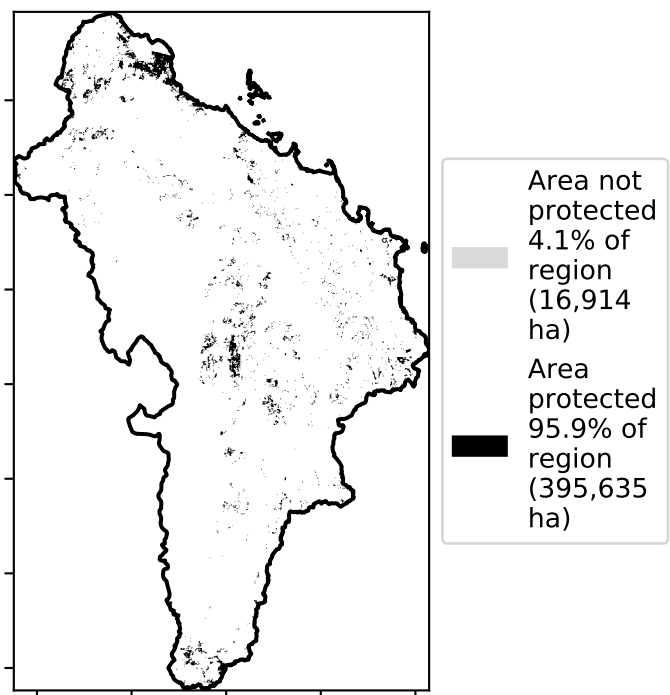 Area not
protected
4.1% of
region
(16,914
ha)
Area
protected
95.9% of
region
(395,635
ha)